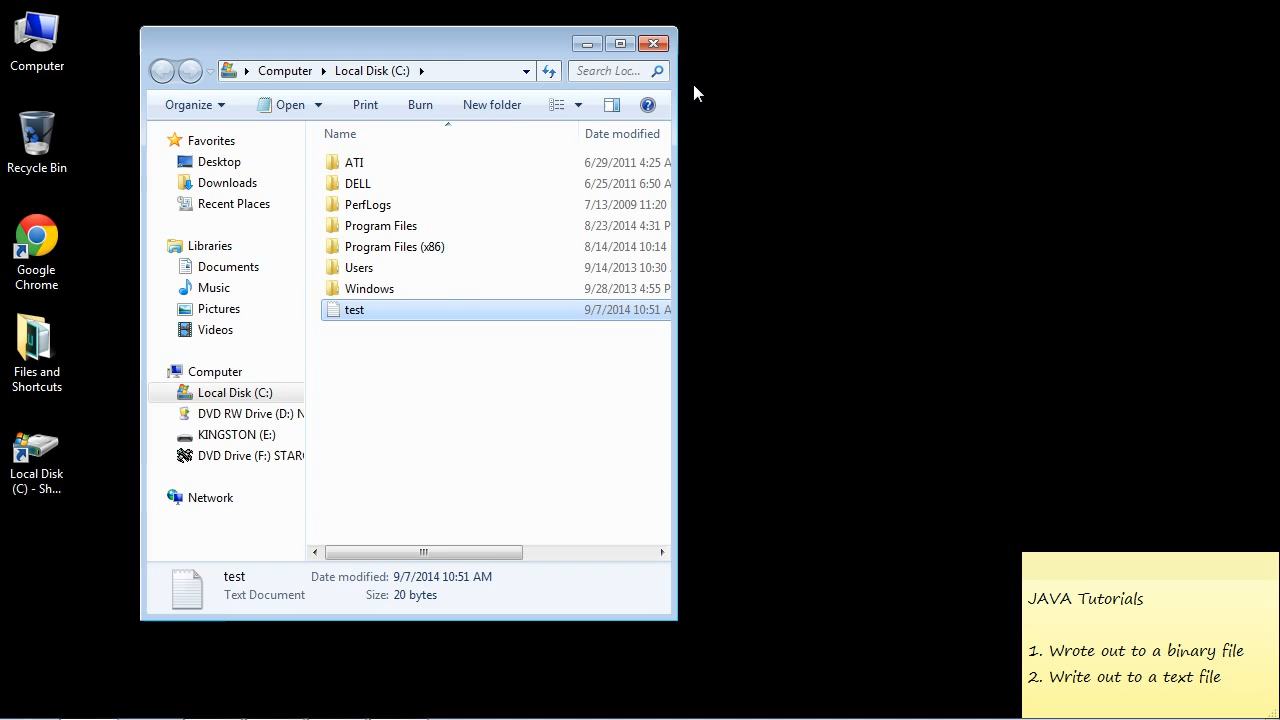 Computer
Recycle Bin
Google
Chrome
Files and
Shortcuts
Local Disk
(C) - Sh...
Computer
Local Disk (C:)
Search Loc...
Organize
Open
Print
Burn
New folder
Favorites
Desktop
Downloads
Recent Places
Libraries
Documents
Music
Pictures
Videos
Computer
Local Disk (C:)
DVD RW Drive (D:) N
KINGSTON (E:)
DVD Drive (F:) STAR
Network
Name Date modified
ATI 6/29/2011 4:25 A
DELL 6/25/2011 6:50 A
PerfLogs 7/13/2009 11:20
Program Files 8/23/2014 4:31 P
Program Files (x86) 8/14/2014 10:14
Users 9/14/2013 10:30
Windows 9/28/2013 4:55 P
test 9/7/2014 10:51 A
test Date modified: 9/7/2014 10:51 AM
Text Document Size: 20 bytes
JAVA Tutorials
1. Wrote out to a binary file
2. Write out to a text file